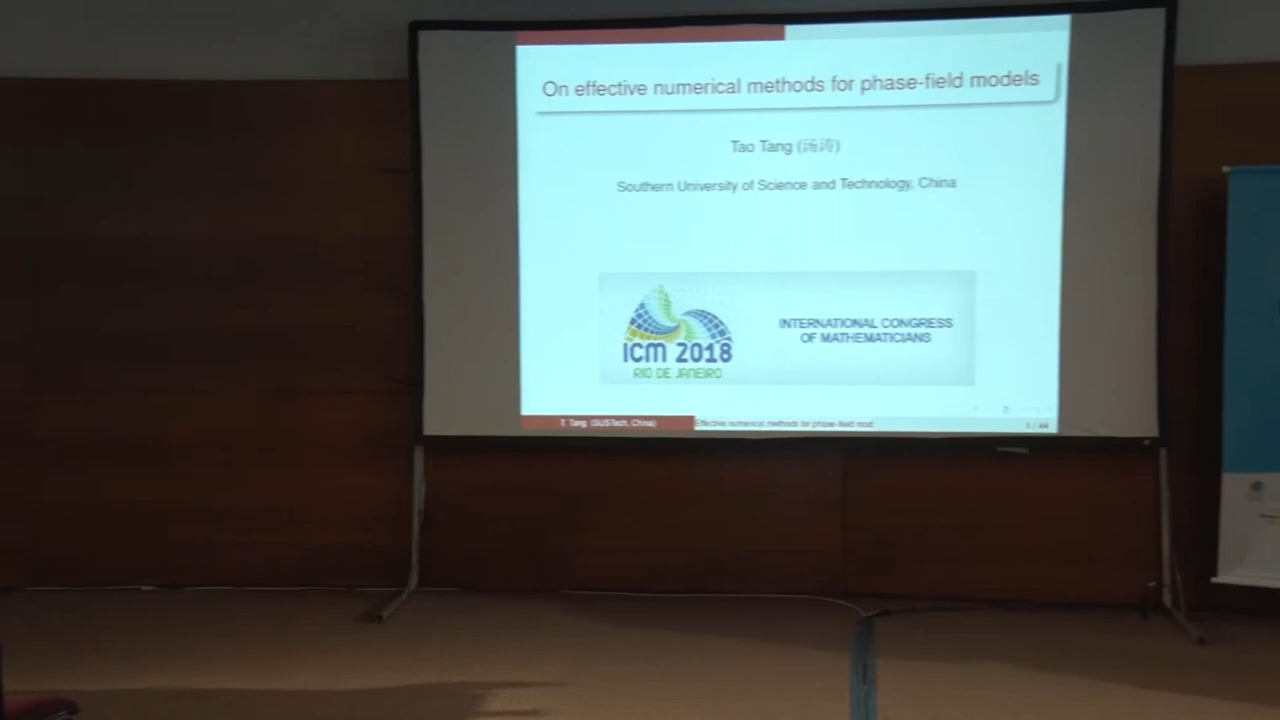 On effective numerical methods for phase-field models
Tao Tang (汤涛)
Southern University of Science and Technology, China
ICM 2018
RIO DE JANEIRO
INTERNATIONAL CONGRESS
OF MATHEMATICIANS
T. Tang (SUSTech, China)
Effective numerical methods for phase-field mod
1 / 44